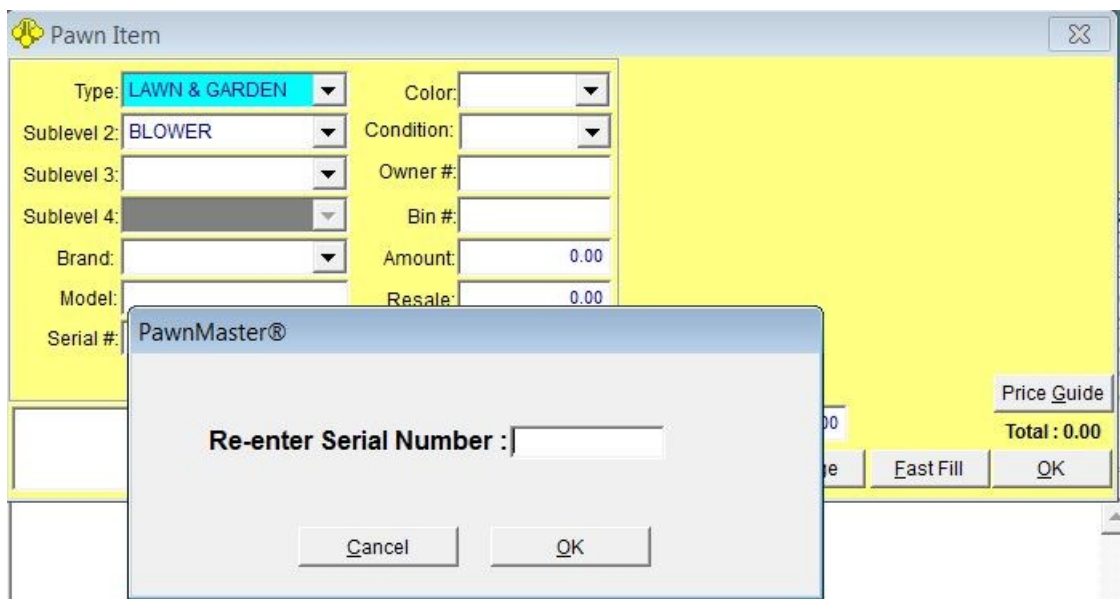 Pawn Item
Type: LAWN & GARDEN Color:
Sublevel 2: BLOWER Condition:
Sublevel 3: Owner #:
Sublevel 4: Bin #:
Brand: Amount: 0.00
Model: Resale: 0.00
Serial #:
PawnMaster®
Price Guide
Re-enter Serial Number :
Total : 0.00
Fast Fill OK
Cancel OK